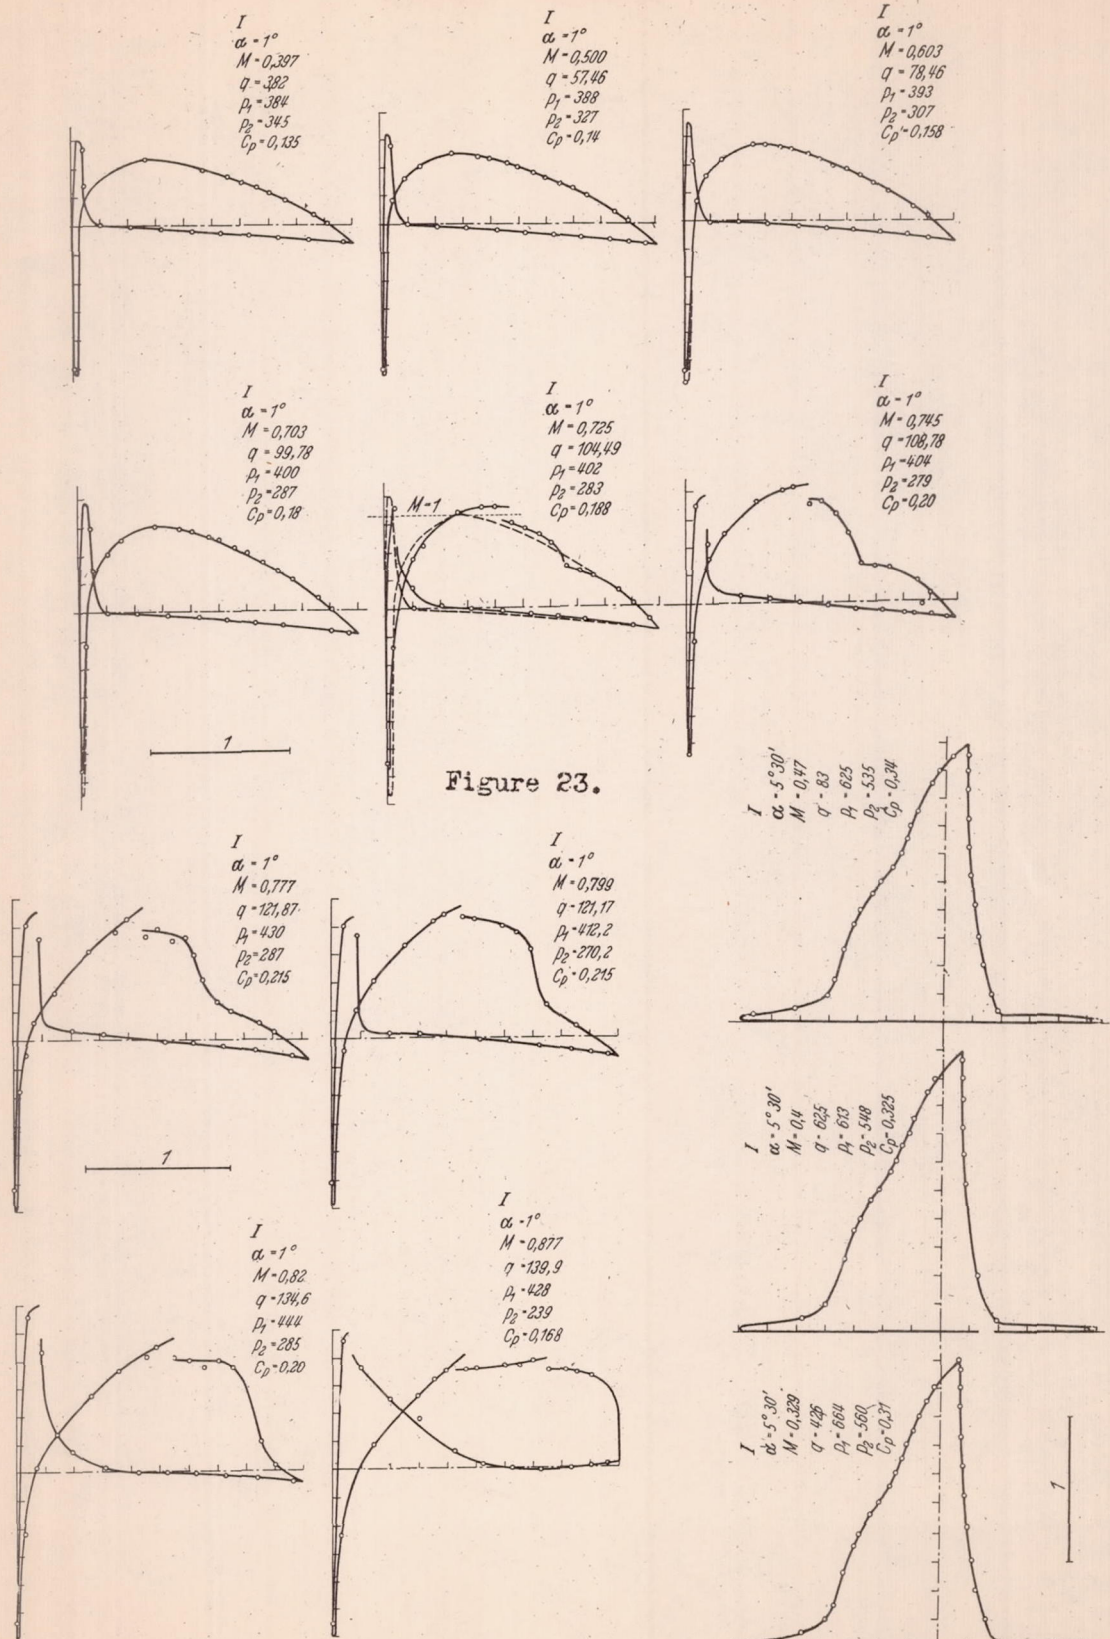 I
α = 1°
M = 0,397
q = 382
p₁ = 384
p₂ = 345
Cp = 0,135
I
α = 1°
M = 0,500
q = 57,46
p₁ = 388
p₂ = 327
Cp = 0,14
I
α = 1°
M = 0,603
q = 78,46
p₁ = 393
p₂ = 307
Cp = 0,158
I
α = 1°
M = 0,703
q = 99,78
p₁ = 400
p₂ = 287
Cp = 0,18
I
α = 1°
M = 0,725
q = 104,49
p₁ = 402
p₂ = 283
Cp = 0,188
M = 1
I
α = 1°
M = 0,745
q = 108,78
p₁ = 404
p₂ = 279
Cp = 0,20
1
Figure 23.
I
α = 5°30'
M = 0,47
q = 83
p₁ = 625
p₂ = 535
Cp = 0,34
I
α = 1°
M = 0,777
q = 121,87
p₁ = 430
p₂ = 287
Cp = 0,215
I
α = 1°
M = 0,799
q = 121,17
p₁ = 412,2
p₂ = 270,2
Cp = 0,215
I
α = 5°30'
M = 0,4
q = 62,5
p₁ = 613
p₂ = 548
Cp = 0,325
1
I
α = 1°
M = 0,82
q = 134,6
p₁ = 444
p₂ = 285
Cp = 0,20
I
α = 1°
M = 0,877
q = 139,9
p₁ = 428
p₂ = 239
Cp = 0,168
I
α = 5°30'
M = 0,329
q = 426
p₁ = 664
p₂ = 560
Cp = 0,31
1